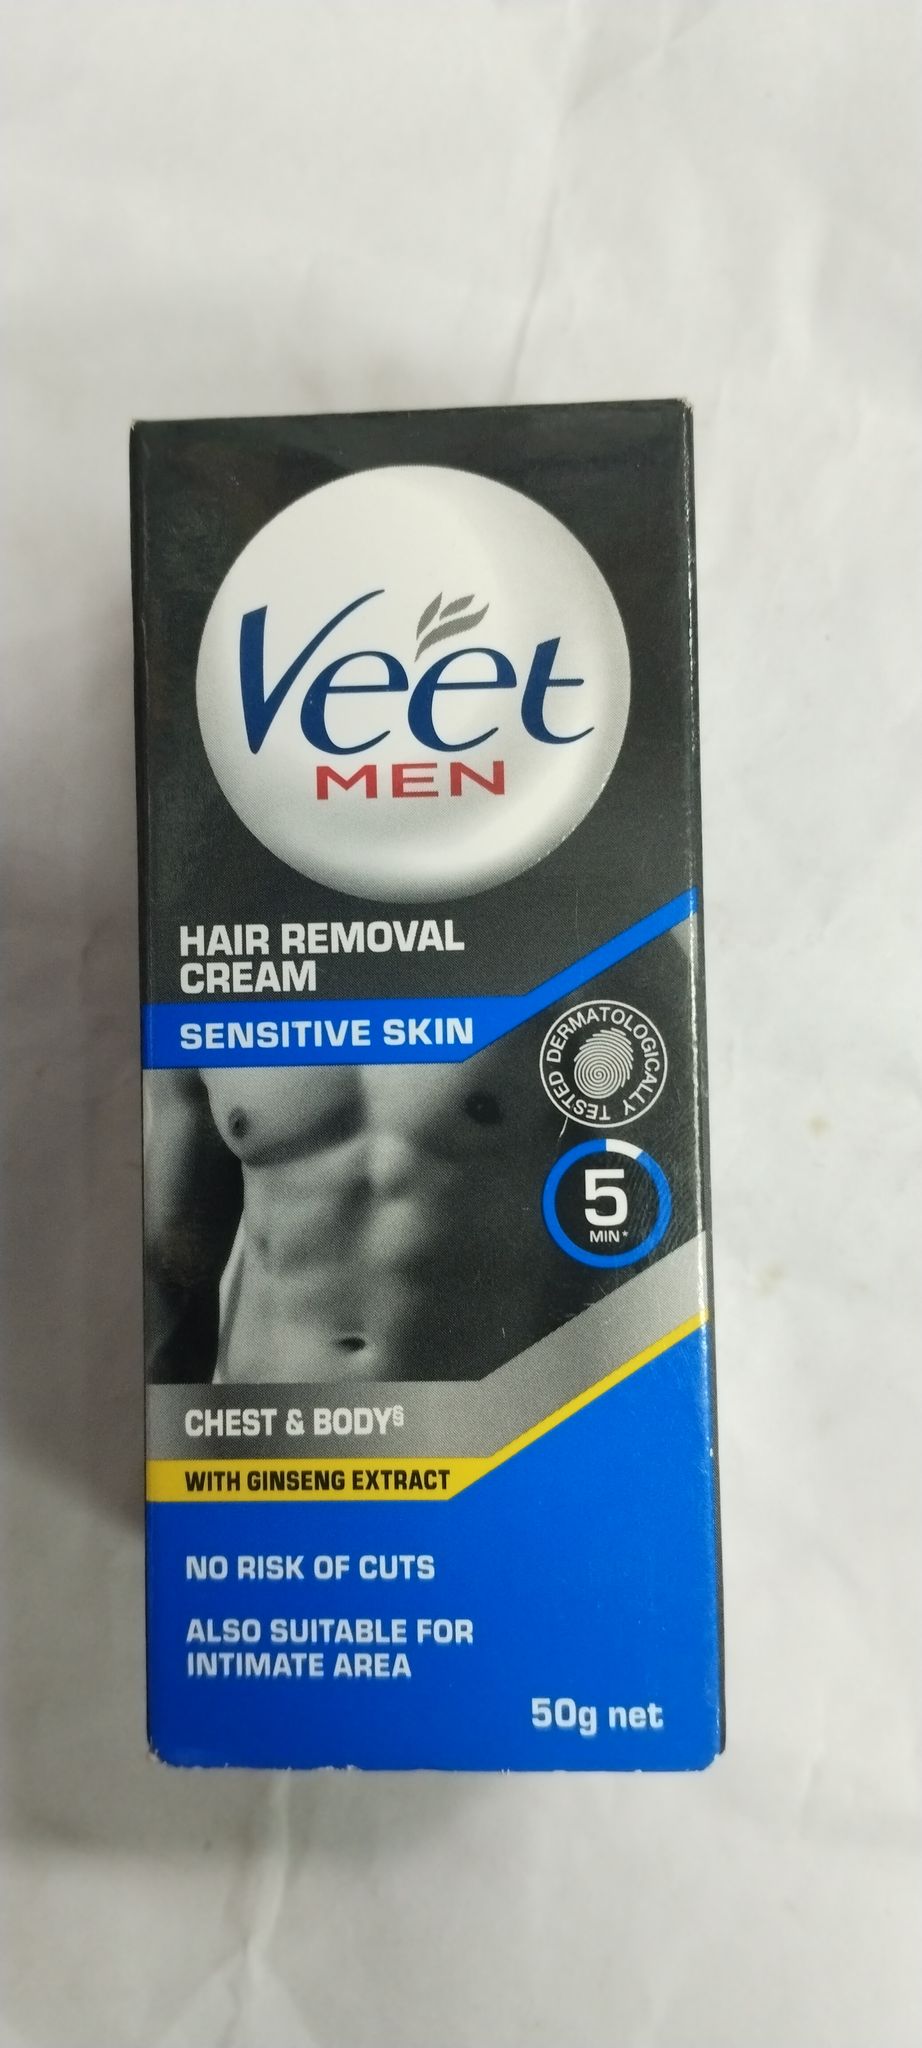 Veet
MEN
HAIR REMOVAL
CREAM
SENSITIVE SKIN
DERMATOLOGICALLY TESTED
5
MIN*
CHEST & BODY§
WITH GINSENG EXTRACT
NO RISK OF CUTS
ALSO SUITABLE FOR
INTIMATE AREA
50g net